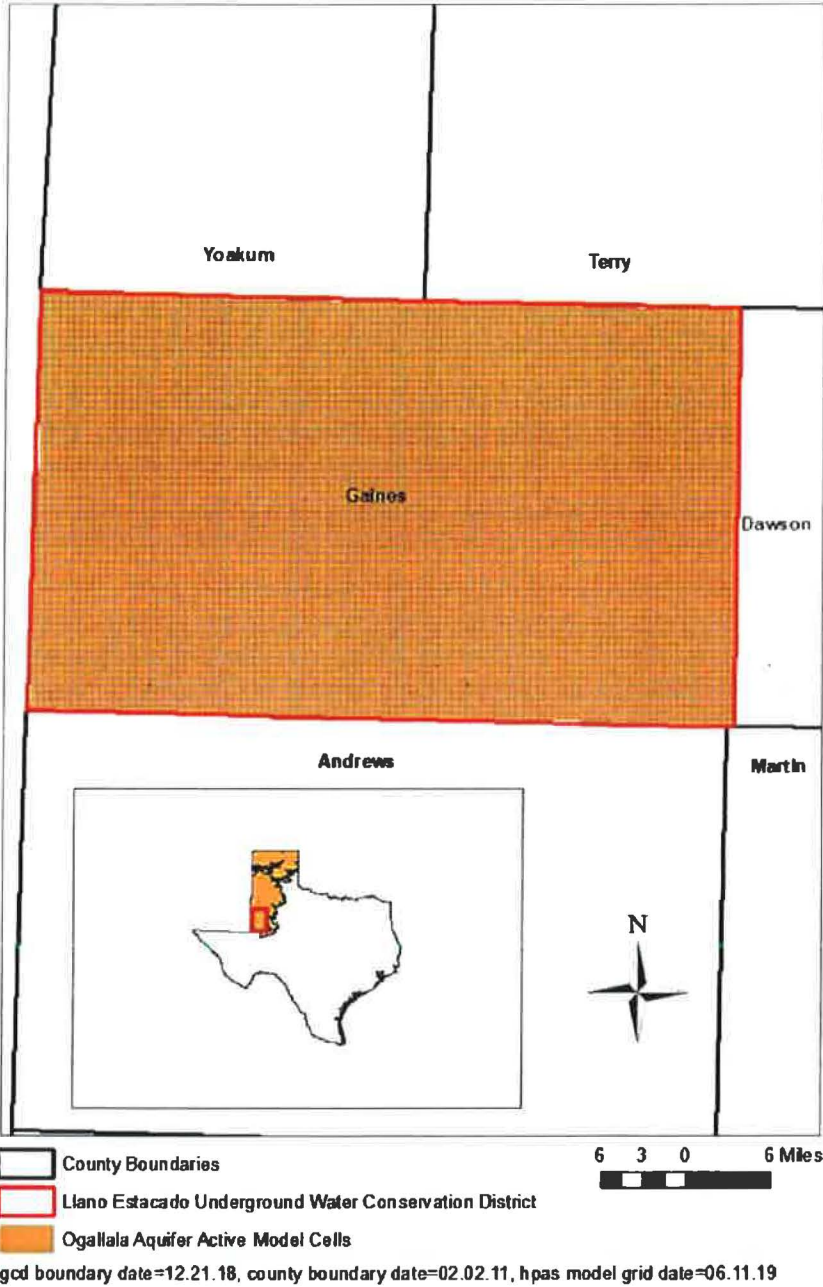 Yoakum
Terry
Gaines
Dawson
Andrews
Martin
N
6 3 0 6 Miles
County Boundaries
Llano Estacado Underground Water Conservation District
Ogallala Aquifer Active Model Cells
gcd boundary date=12.21.18, county boundary date=02.02.11, hpas model grid date=06.11.19